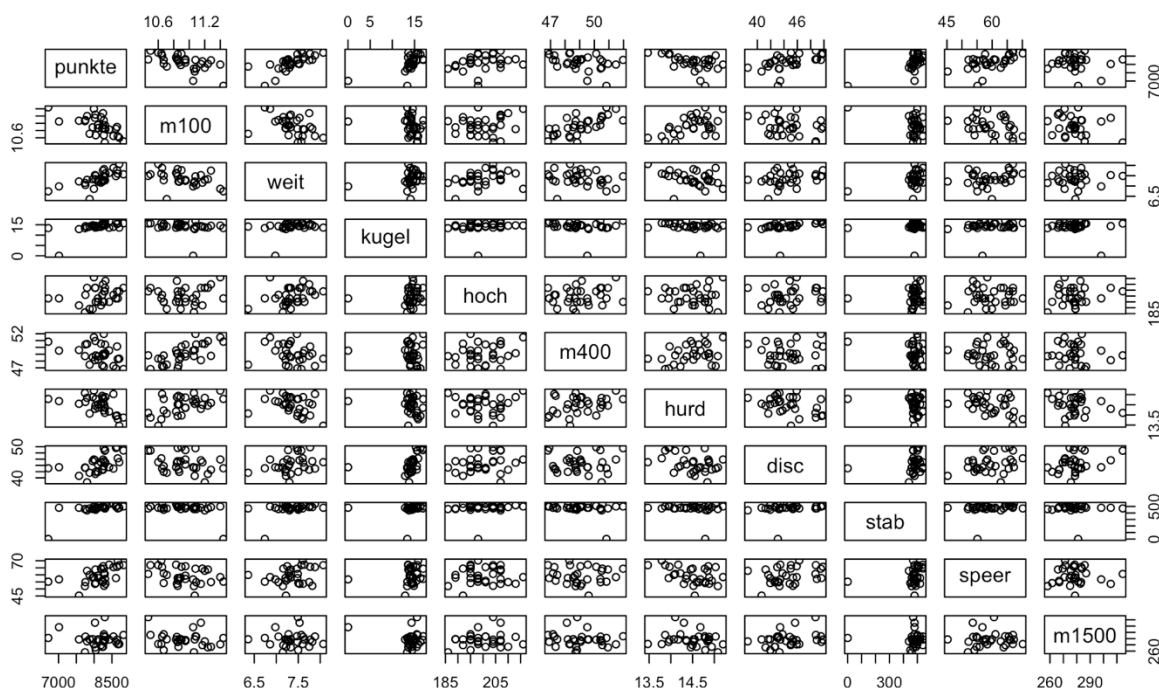 10.6 11.2 0 5 15 47 50 40 46 45 60
punkte 7000
10.6 m100
weit 6.5
0 15 kugel
hoch 185
47 52 m400
hurd 13.5
40 50 disc
stab 0 500
45 70 speer
m1500 260
7000 8500 6.5 7.5 185 205 13.5 14.5 0 300 260 290